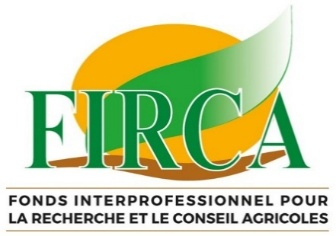 FIRCA
FONDS INTERPROFESSIONNEL POUR
LA RECHERCHE ET LE CONSEIL AGRICOLES